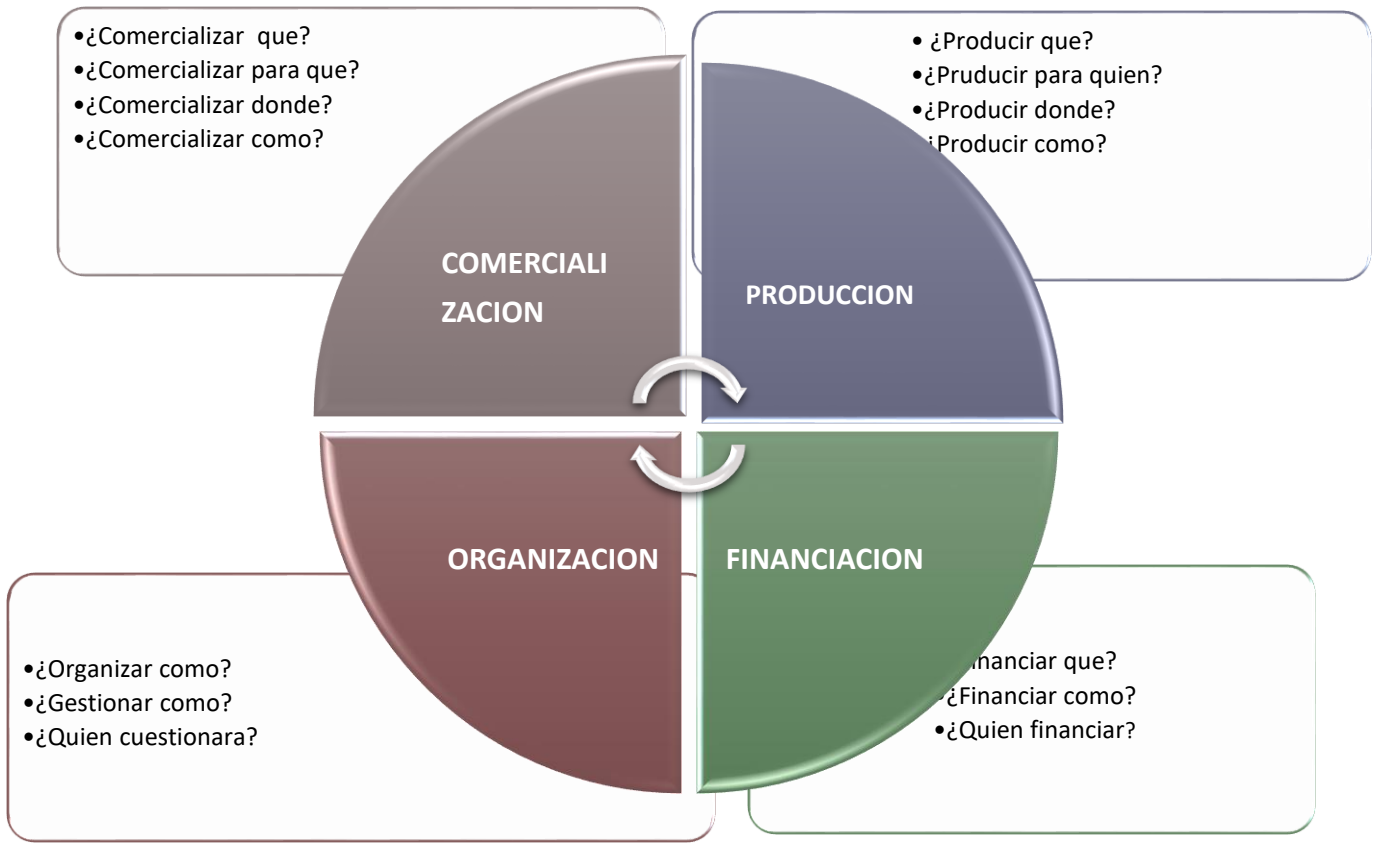 •¿Comercializar que?
•¿Comercializar para que?
•¿Comercializar donde?
•¿Comercializar como?
• ¿Producir que?
•¿Pruducir para quien?
•¿Producir donde?
¿Producir como?
COMERCIALI
ZACION
PRODUCCION
ORGANIZACION
FINANCIACION
•¿Organizar como?
•¿Gestionar como?
•¿Quien cuestionara?
que?
•¿Financiar como?
•¿Quien financiar?